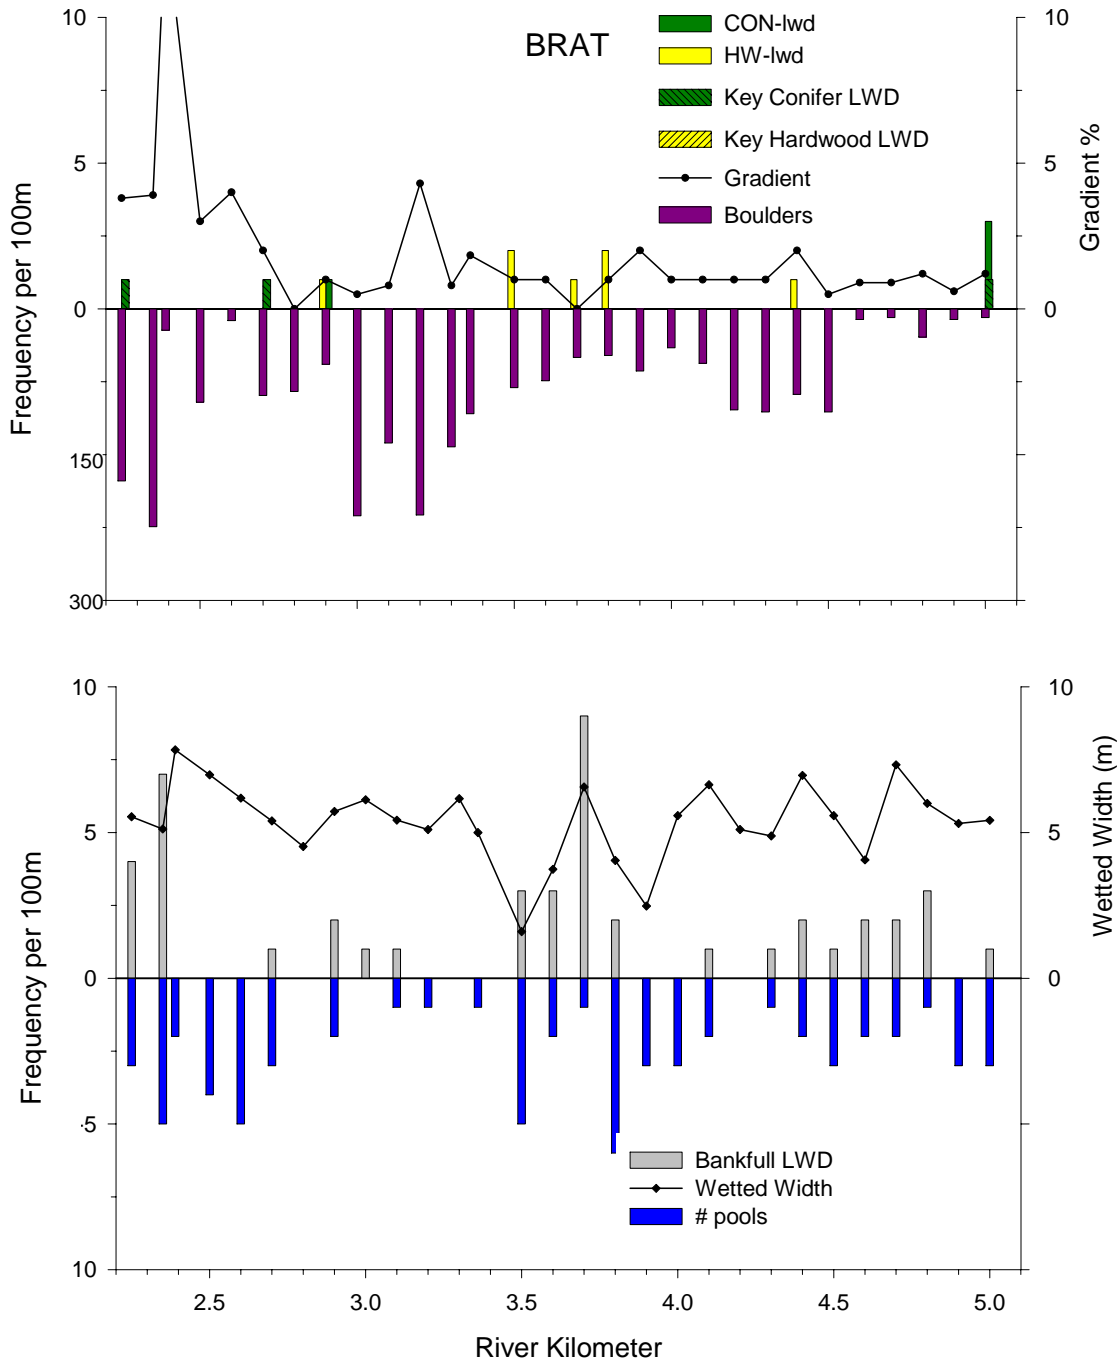 BRAT
CON-lwd
HW-lwd
Key Conifer LWD
Key Hardwood LWD
Gradient
Boulders
10
5
0
150
300
Frequency per 100m
10
5
0
Gradient %
10
5
0
.5
10
Frequency per 100m
10
5
0
Wetted Width (m)
Bankfull LWD
Wetted Width
# pools
2.5 3.0 3.5 4.0 4.5 5.0
River Kilometer